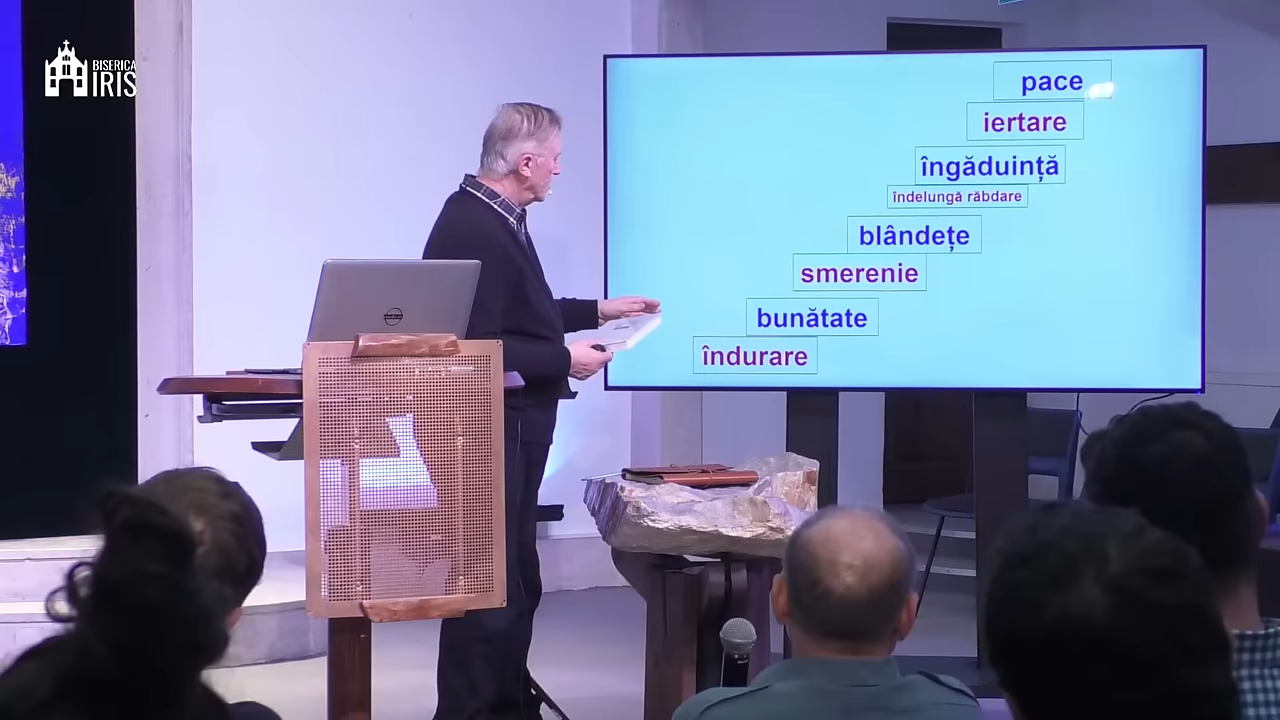 BISERICA
IRIS
pace
iertare
îngăduință
îndelungă răbdare
blândețe
smerenie
bunătate
îndurare